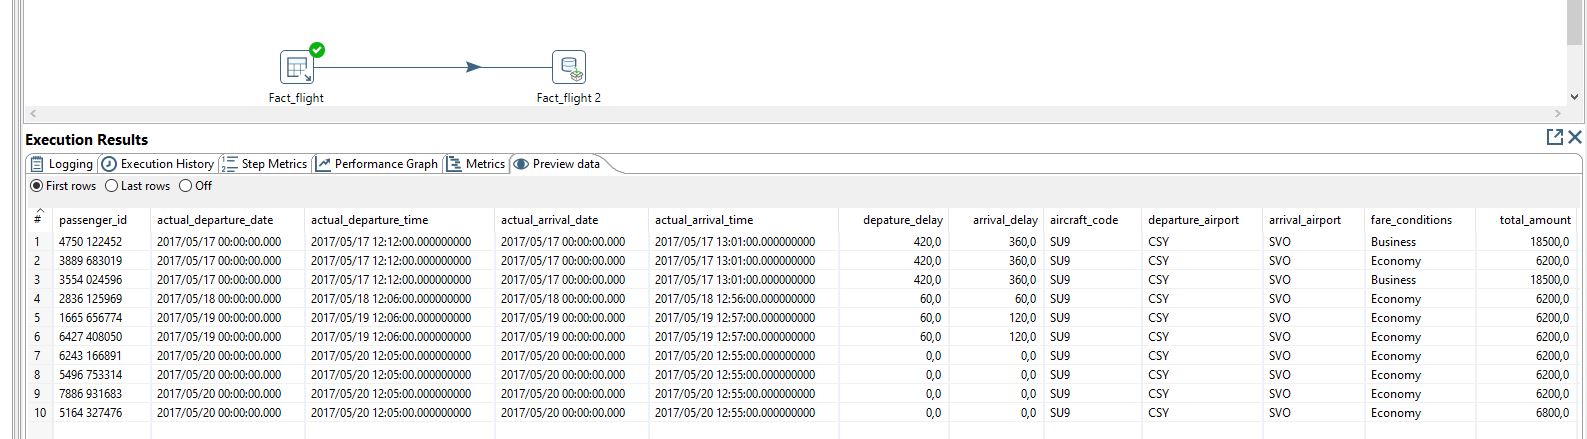 Fact_flight Fact_flight 2
Execution Results
Logging Execution History Step Metrics Performance Graph Metrics Preview data
First rows Last rows Off
# passenger_id actual_departure_date actual_departure_time actual_arrival_date actual_arrival_time depature_delay arrival_delay aircraft_code departure_airport arrival_airport fare_conditions total_amount
1 4750 122452 2017/05/17 00:00:00.000 2017/05/17 12:12:00.000000000 2017/05/17 00:00:00.000 2017/05/17 13:01:00.000000000 420,0 360,0 SU9 CSY SVO Business 18500,0
2 3889 683019 2017/05/17 00:00:00.000 2017/05/17 12:12:00.000000000 2017/05/17 00:00:00.000 2017/05/17 13:01:00.000000000 420,0 360,0 SU9 CSY SVO Economy 6200,0
3 3554 024596 2017/05/17 00:00:00.000 2017/05/17 12:12:00.000000000 2017/05/17 00:00:00.000 2017/05/17 13:01:00.000000000 420,0 360,0 SU9 CSY SVO Business 18500,0
4 2836 125969 2017/05/18 00:00:00.000 2017/05/18 12:06:00.000000000 2017/05/18 00:00:00.000 2017/05/18 12:56:00.000000000 60,0 60,0 SU9 CSY SVO Economy 6200,0
5 1665 656774 2017/05/19 00:00:00.000 2017/05/19 12:06:00.000000000 2017/05/19 00:00:00.000 2017/05/19 12:57:00.000000000 60,0 120,0 SU9 CSY SVO Economy 6200,0
6 6427 408050 2017/05/19 00:00:00.000 2017/05/19 12:06:00.000000000 2017/05/19 00:00:00.000 2017/05/19 12:57:00.000000000 60,0 120,0 SU9 CSY SVO Economy 6200,0
7 6243 166891 2017/05/20 00:00:00.000 2017/05/20 12:05:00.000000000 2017/05/20 00:00:00.000 2017/05/20 12:55:00.000000000 0,0 0,0 SU9 CSY SVO Economy 6200,0
8 5496 753314 2017/05/20 00:00:00.000 2017/05/20 12:05:00.000000000 2017/05/20 00:00:00.000 2017/05/20 12:55:00.000000000 0,0 0,0 SU9 CSY SVO Economy 6200,0
9 7886 931683 2017/05/20 00:00:00.000 2017/05/20 12:05:00.000000000 2017/05/20 00:00:00.000 2017/05/20 12:55:00.000000000 0,0 0,0 SU9 CSY SVO Economy 6200,0
10 5164 327476 2017/05/20 00:00:00.000 2017/05/20 12:05:00.000000000 2017/05/20 00:00:00.000 2017/05/20 12:55:00.000000000 0,0 0,0 SU9 CSY SVO Economy 6800,0